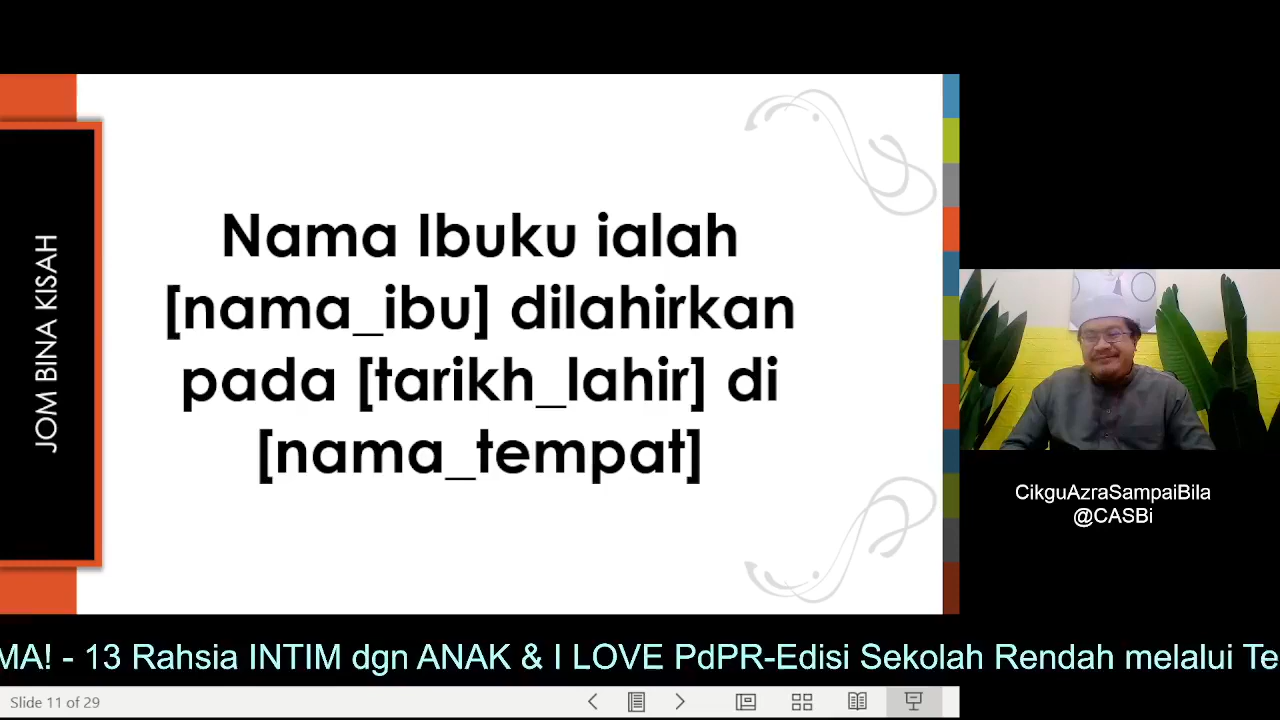 JOM BINA KISAH
Nama Ibuku ialah
[nama_ibu] dilahirkan
pada [tarikh_lahir] di
[nama_tempat]
CikguAzraSampaiBila
@CASBi
MA! - 13 Rahsia INTIM dgn ANAK & I LOVE PdPR-Edisi Sekolah Rendah melalui Te
Slide 11 of 29